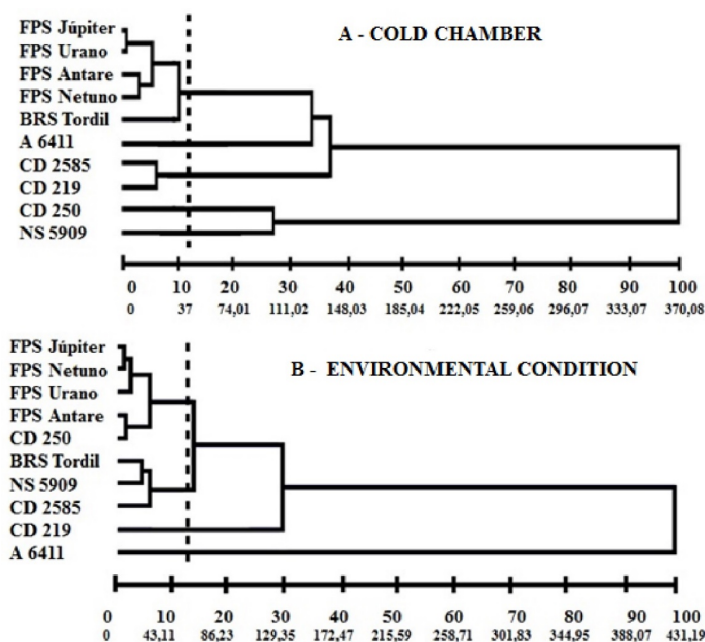 A - COLD CHAMBER
FPS Júpiter
FPS Urano
FPS Antare
FPS Netuno
BRS Tordil
A 6411
CD 2585
CD 219
CD 250
NS 5909
0 10 20 30 40 50 60 70 80 90 100
0 37 74,01 111,02 148,03 185,04 222,05 259,06 296,07 333,07 370,08
B - ENVIRONMENTAL CONDITION
FPS Júpiter
FPS Netuno
FPS Urano
FPS Antare
CD 250
BRS Tordil
NS 5909
CD 2585
CD 219
A 6411
0 10 20 30 40 50 60 70 80 90 100
0 43,11 86,23 129,35 172,47 215,59 258,71 301,83 344,95 388,07 431,19